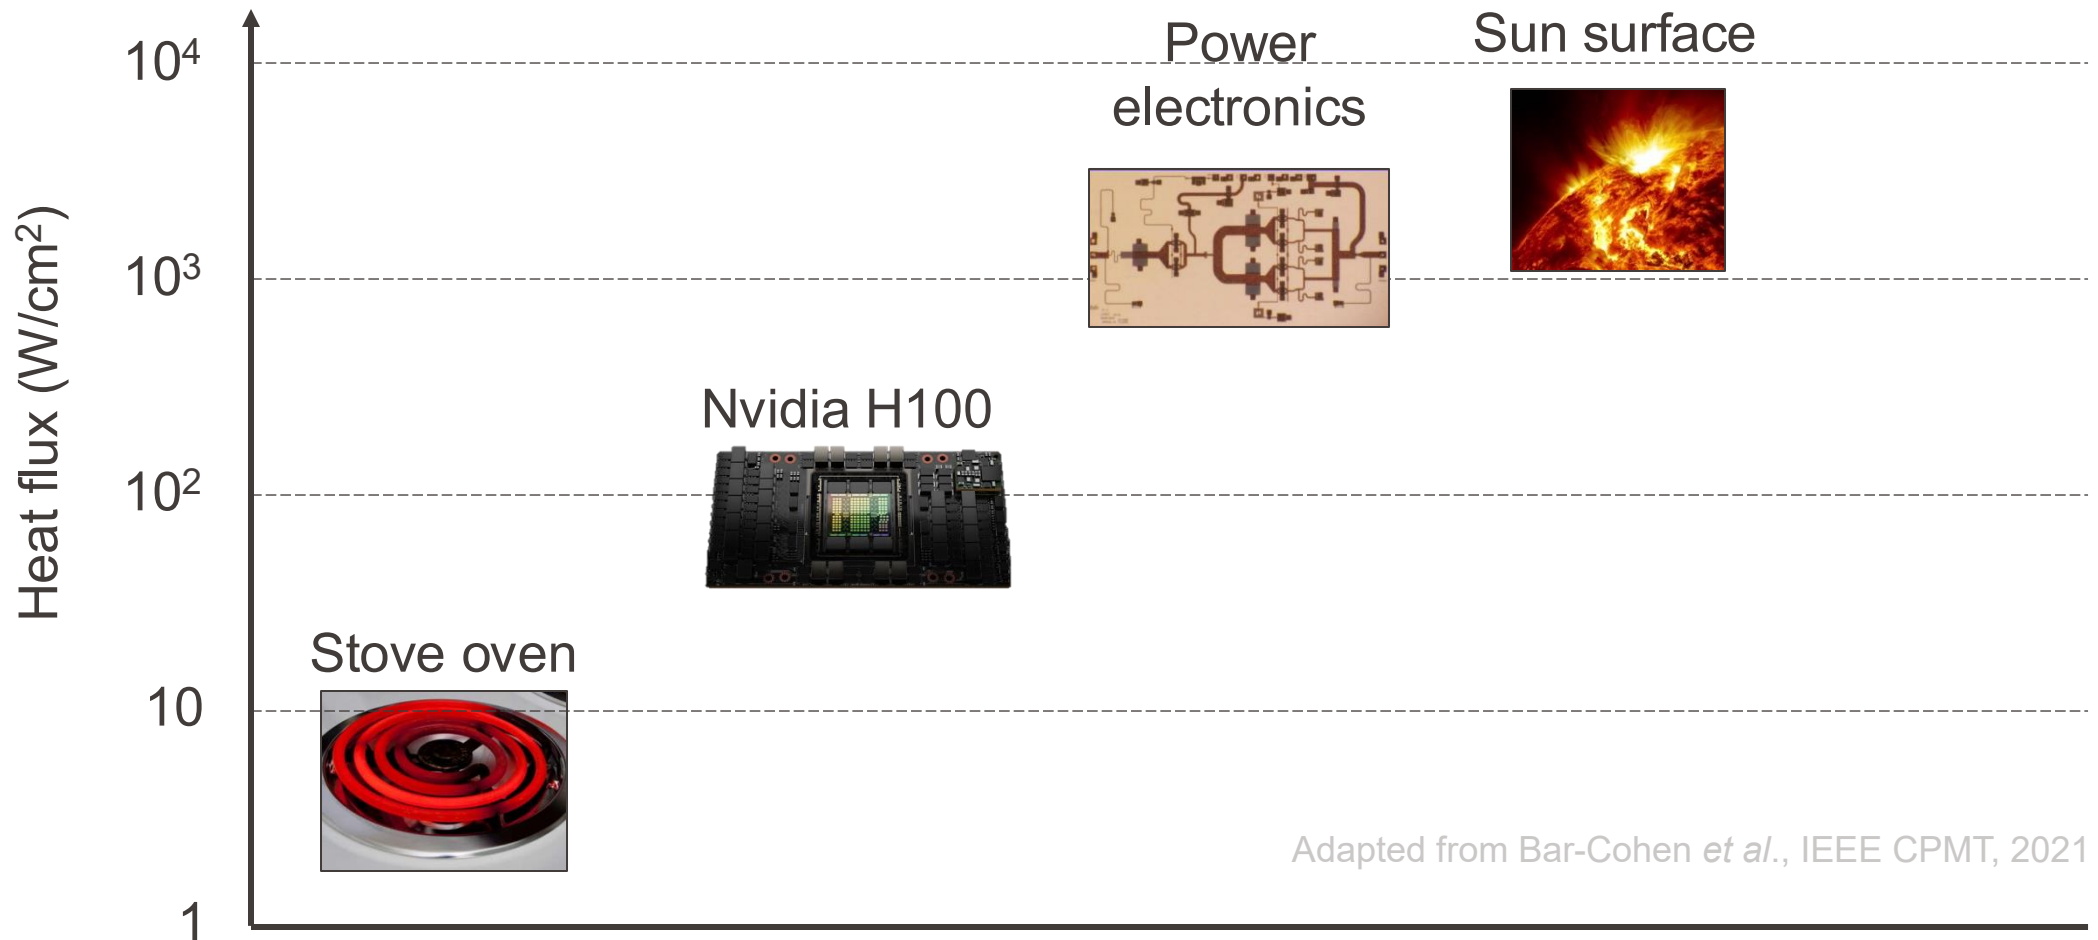 Heat flux (W/cm²)
10⁴
10³
10²
10
1
Stove oven
Nvidia H100
Power
electronics
Sun surface
Adapted from Bar-Cohen et al., IEEE CPMT, 2021